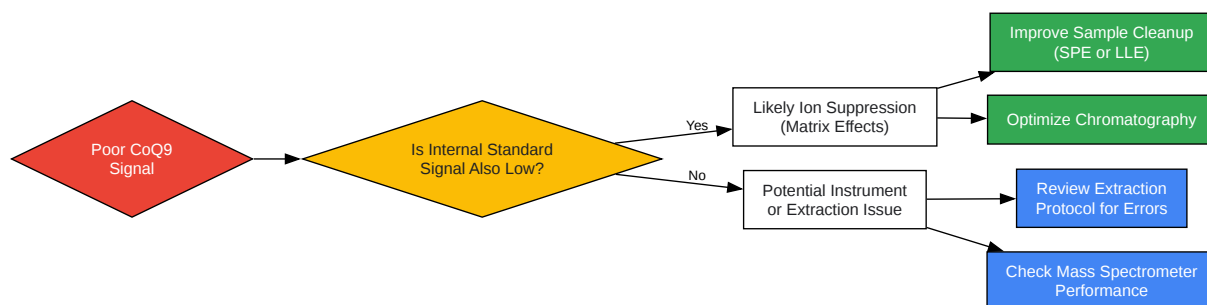 Poor CoQ9
Signal
Is Internal Standard
Signal Also Low?
Yes
No
Likely Ion Suppression
(Matrix Effects)
Potential Instrument
or Extraction Issue
Improve Sample Cleanup
(SPE or LLE)
Optimize Chromatography
Review Extraction
Protocol for Errors
Check Mass Spectrometer
Performance